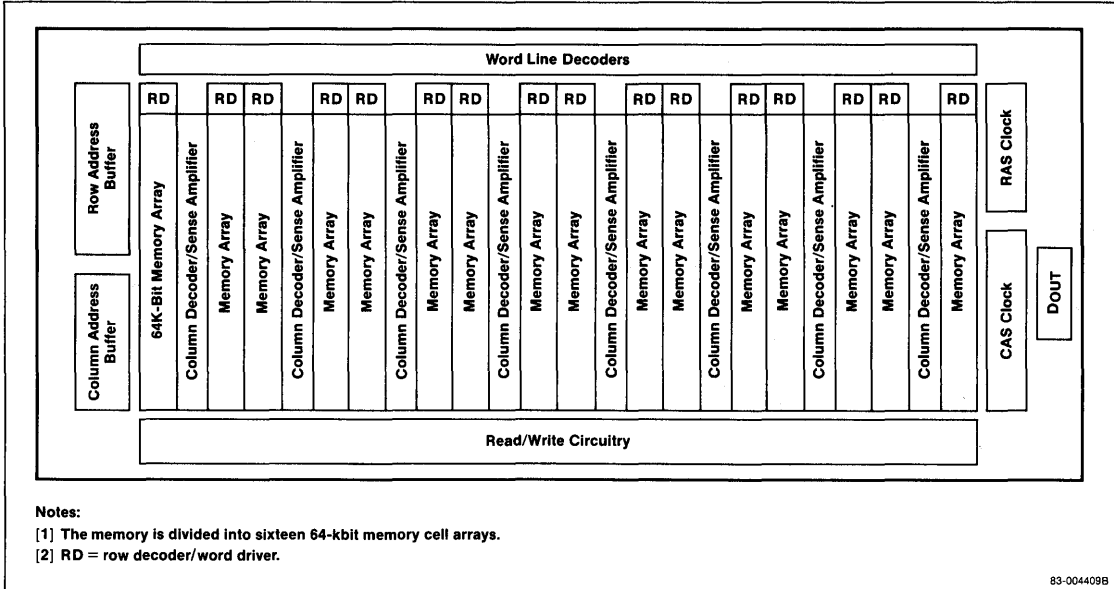 Word Line Decoders
RD RD RD RD RD RD RD RD RD RD RD RD RD RD RD RD
Row Address
Buffer
Column Address
Buffer
64K-Bit Memory Array
Column Decoder/Sense Amplifier
Memory Array
Memory Array
Column Decoder/Sense Amplifier
Memory Array
Memory Array
Column Decoder/Sense Amplifier
Memory Array
Memory Array
Column Decoder/Sense Amplifier
Memory Array
Memory Array
Column Decoder/Sense Amplifier
Memory Array
Memory Array
Column Decoder/Sense Amplifier
Memory Array
Memory Array
Column Decoder/Sense Amplifier
Memory Array
Memory Array
Column Decoder/Sense Amplifier
Memory Array
RAS Clock
CAS Clock
DOUT
Read/Write Circuitry
Notes:
[1] The memory is divided into sixteen 64-kbit memory cell arrays.
[2] RD = row decoder/word driver.
83-004409B